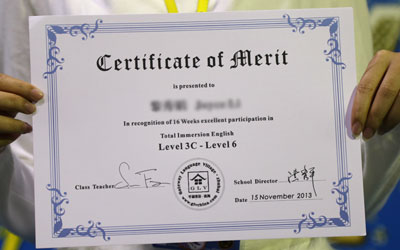 Certificate of Merit
is presented to
In recognition of 16 Weeks excellent participation in
Total Immersion English
Level 3C - Level 6
Class Teacher
School Director
Date 15 November 2013
GLV